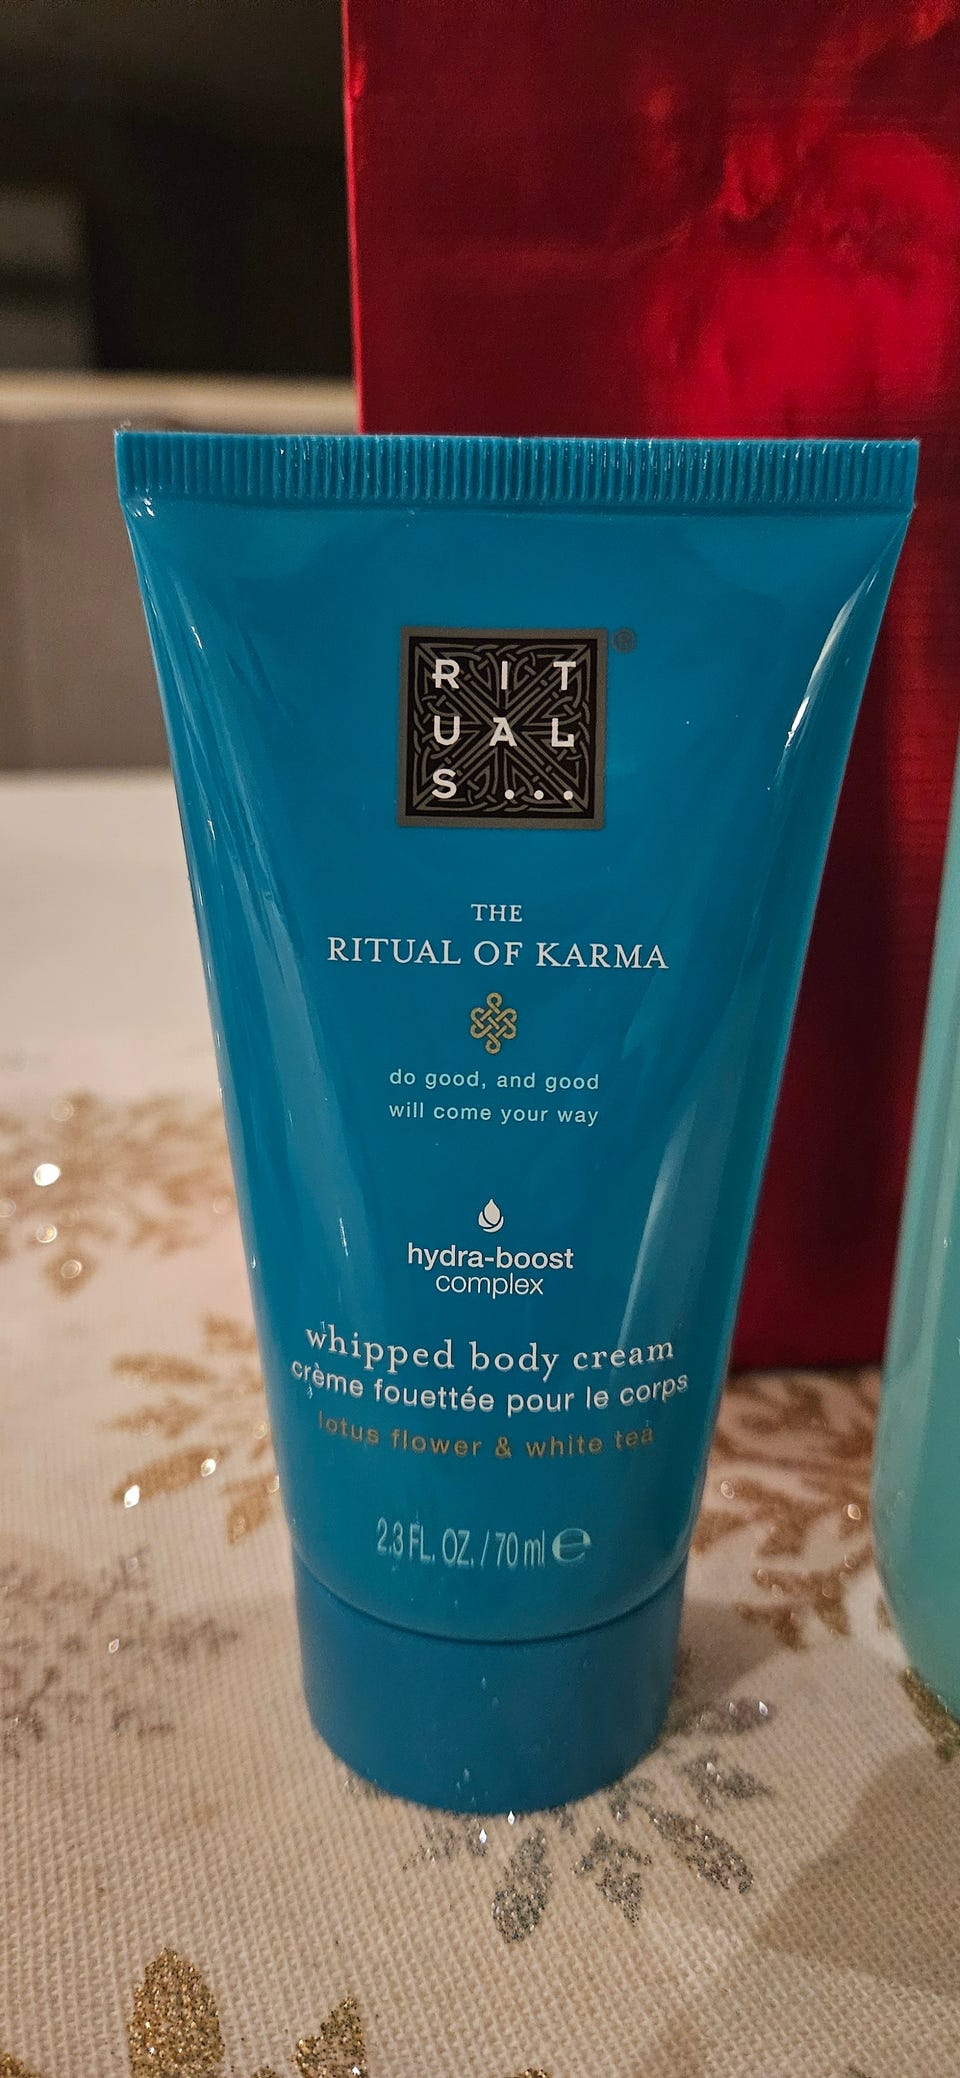 RIT
UAL
S...
®
THE
RITUAL OF KARMA
do good, and good
will come your way
hydra-boost
complex
whipped body cream
crème fouettée pour le corps
lotus flower & white tea
2.3 FL. OZ. / 70 ml ℮